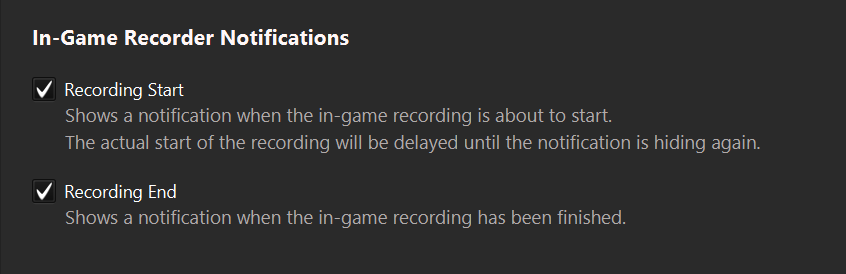 In-Game Recorder Notifications
Recording Start
Shows a notification when the in-game recording is about to start.
The actual start of the recording will be delayed until the notification is hiding again.
Recording End
Shows a notification when the in-game recording has been finished.